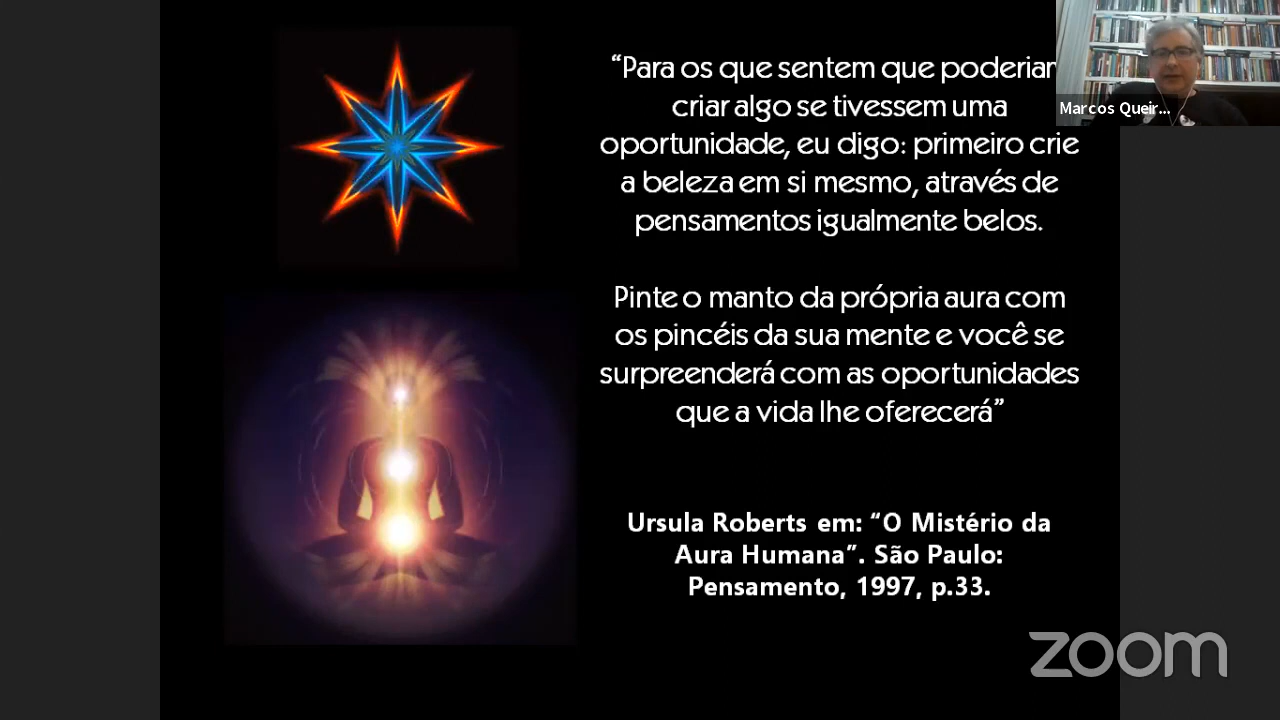 “Para os que sentem que poderiam
criar algo se tivessem uma
oportunidade, eu digo: primeiro crie
a beleza em si mesmo, através de
pensamentos igualmente belos.
Pinte o manto da própria aura com
os pincéis da sua mente e você se
surpreenderá com as oportunidades
que a vida lhe oferecerá”
Ursula Roberts em: “O Mistério da
Aura Humana”. São Paulo:
Pensamento, 1997, p.33.
Marcos Queir...
zoom